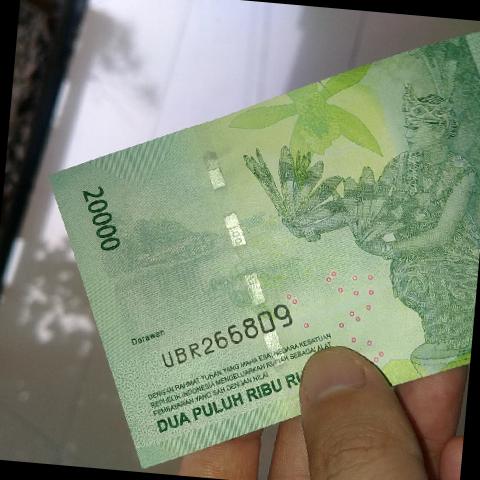 20000
Derawan
UBR266809
DENGAN RAHMAT TUHAN YANG MAHA ESA, NEGARA KESATUAN
REPUBLIK INDONESIA MENGELUARKAN RUPIAH SEBAGAI ALAT
PEMBAYARAN YANG SAH DENGAN NILAI
DUA PULUH RIBU